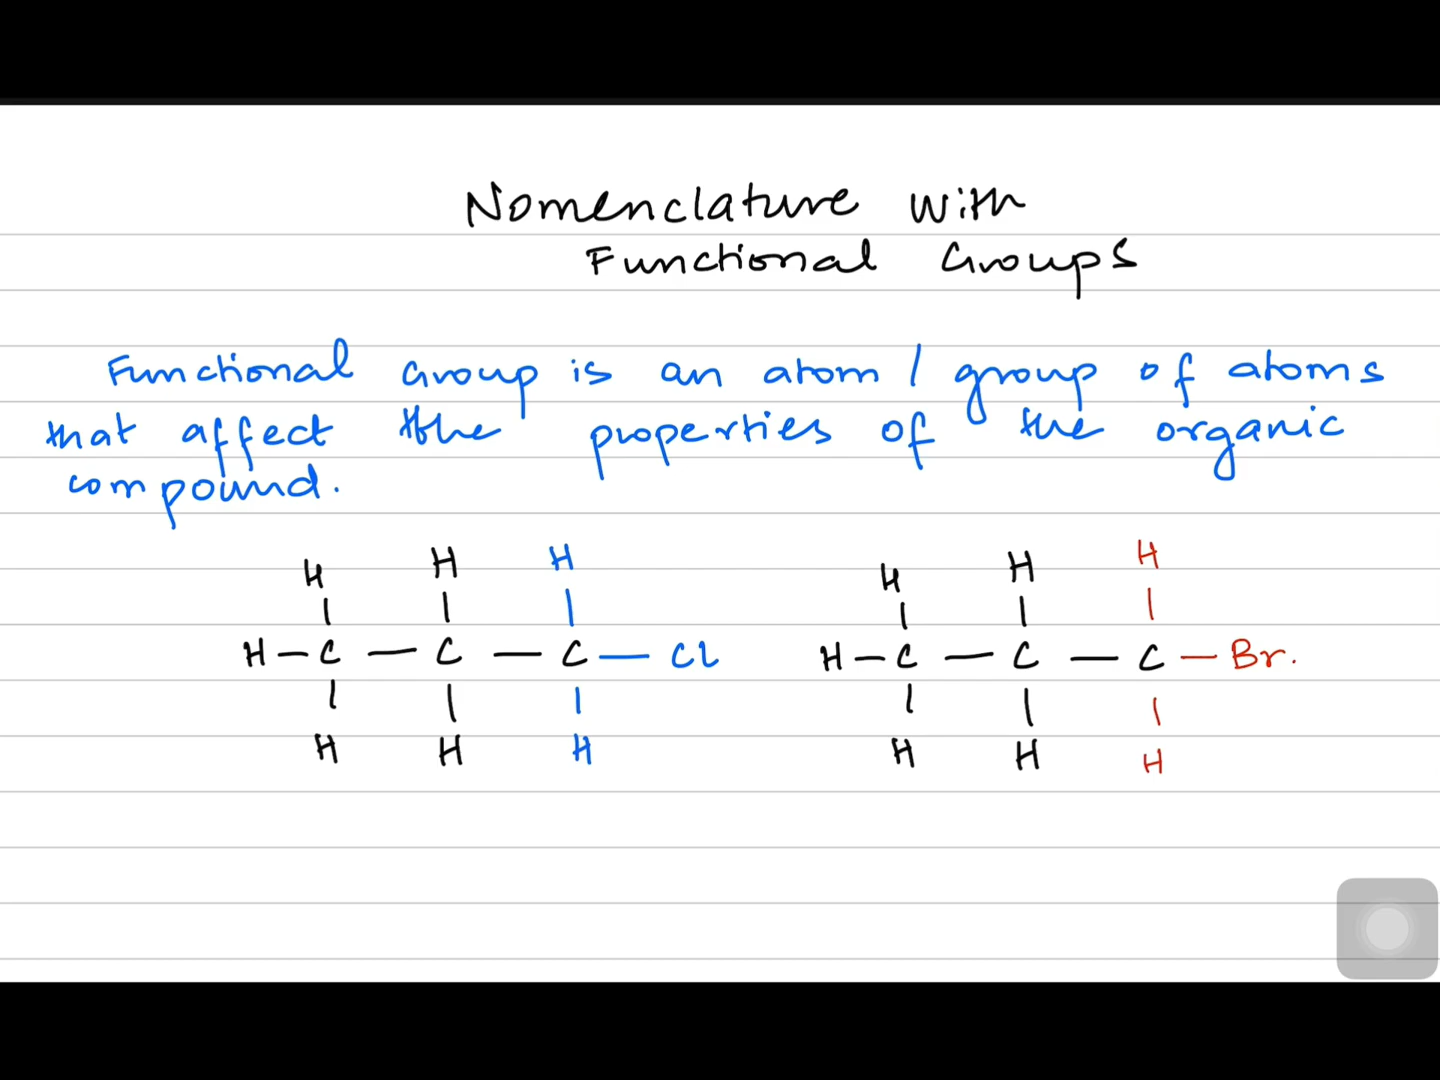 Nomenclature with
Functional Groups
Functional Group is an atom / group of atoms
that affect the properties of the organic
compound.
H H H
H – C — C — C — Cl
H H H
H H H
H – C — C — C – Br.
H H H